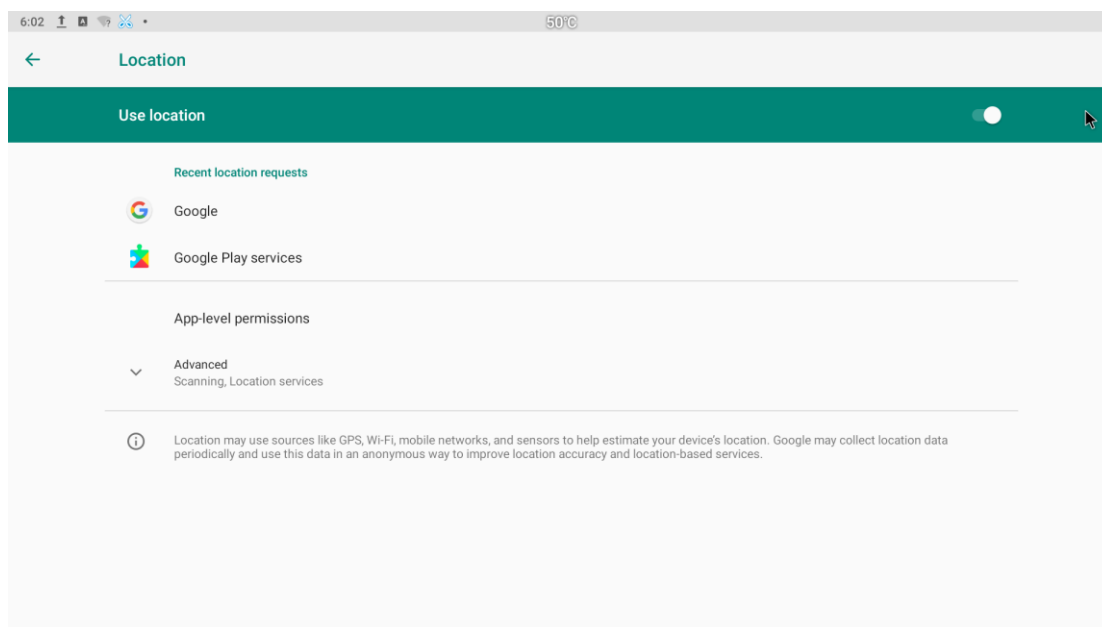 6:02
50°C
Location
Use location
Recent location requests
Google
Google Play services
App-level permissions
Advanced
Scanning, Location services
Location may use sources like GPS, Wi-Fi, mobile networks, and sensors to help estimate your device's location. Google may collect location data
periodically and use this data in an anonymous way to improve location accuracy and location-based services.